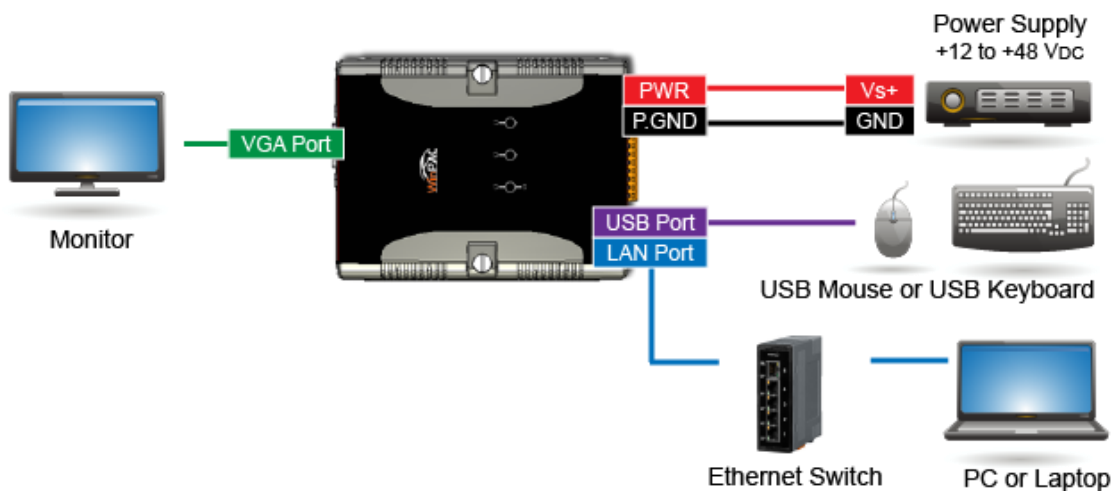 Power Supply
+12 to +48 VDC
PWR
Vs+
P.GND
GND
VGA Port
WinPAC
Monitor
USB Port
LAN Port
USB Mouse or USB Keyboard
Ethernet Switch
PC or Laptop